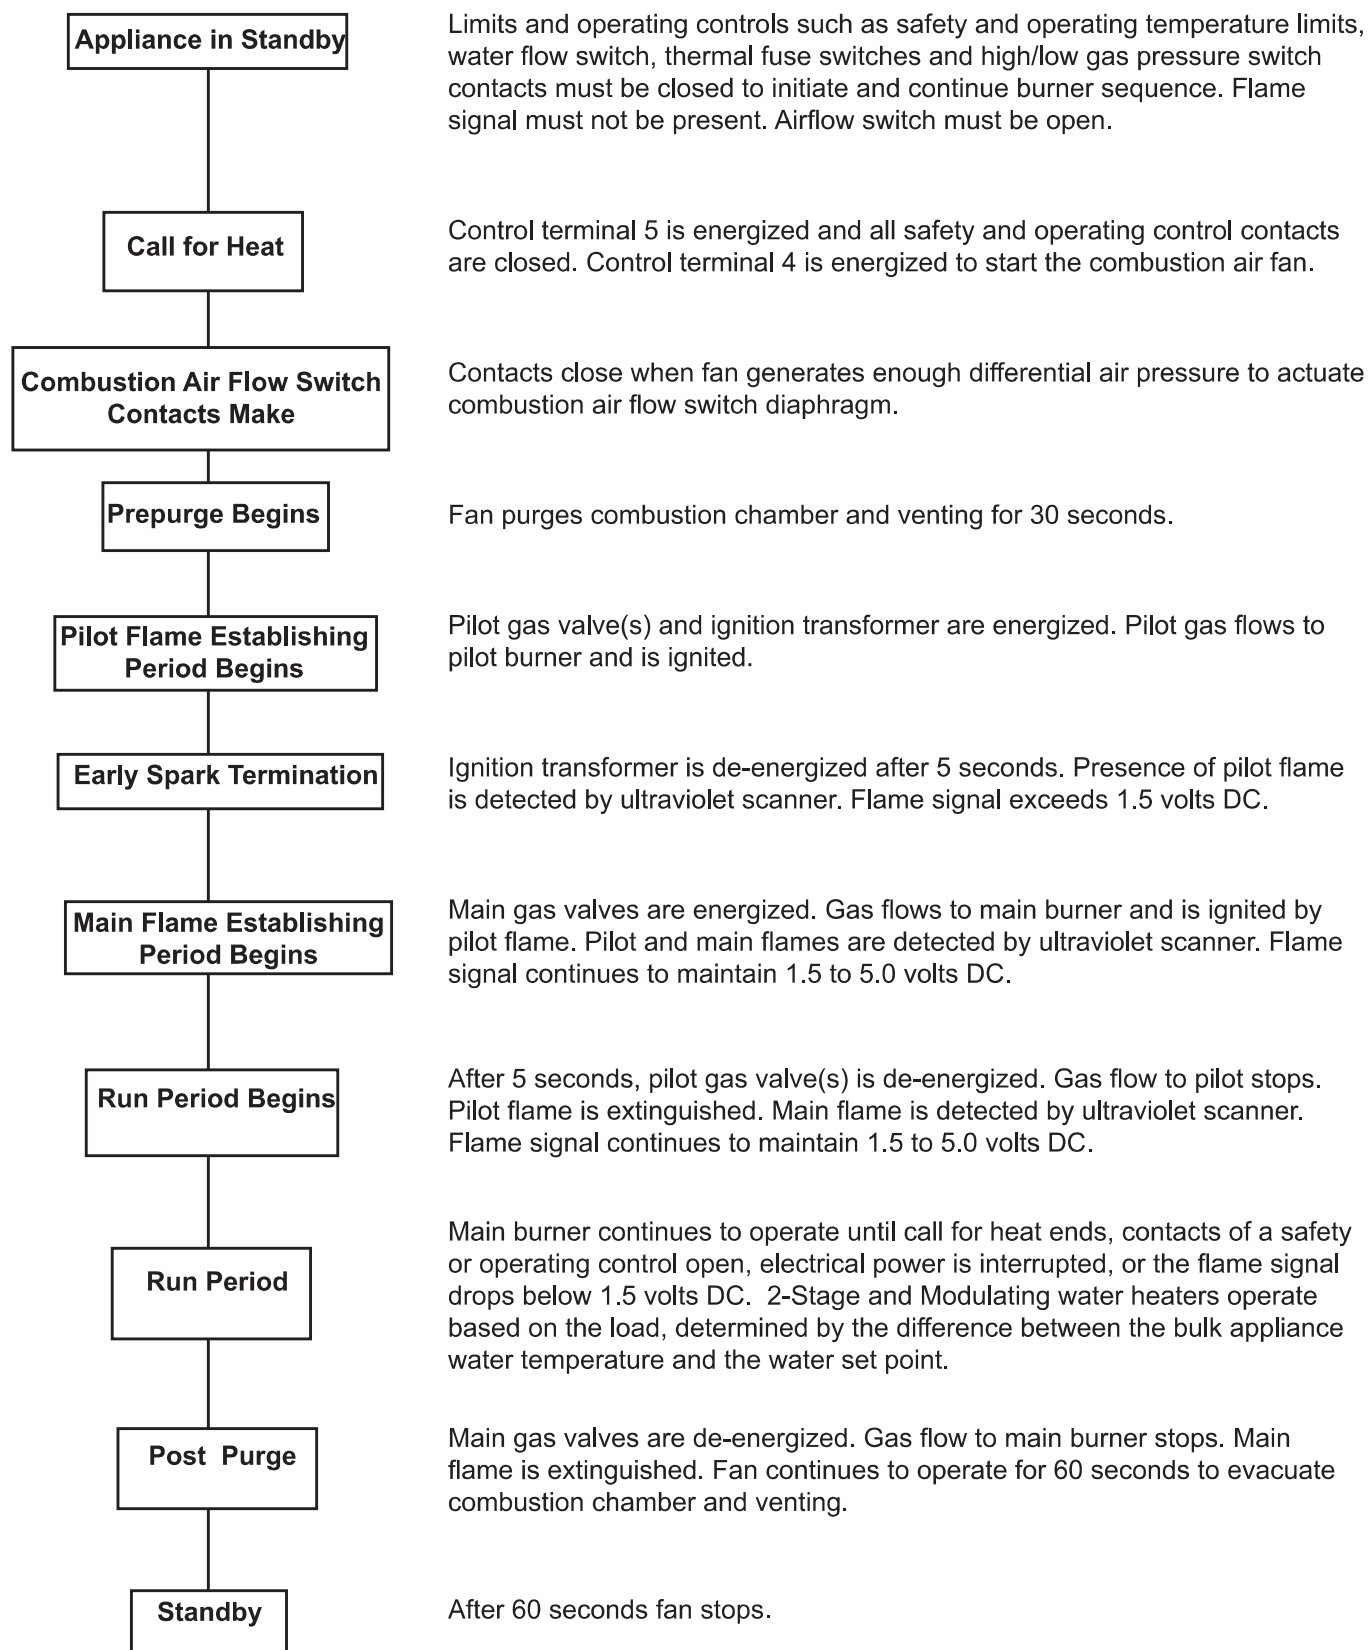 Appliance in Standby
Limits and operating controls such as safety and operating temperature limits,
water flow switch, thermal fuse switches and high/low gas pressure switch
contacts must be closed to initiate and continue burner sequence. Flame
signal must not be present. Airflow switch must be open.
Call for Heat
Control terminal 5 is energized and all safety and operating control contacts
are closed. Control terminal 4 is energized to start the combustion air fan.
Combustion Air Flow Switch
Contacts Make
Contacts close when fan generates enough differential air pressure to actuate
combustion air flow switch diaphragm.
Prepurge Begins
Fan purges combustion chamber and venting for 30 seconds.
Pilot Flame Establishing
Period Begins
Pilot gas valve(s) and ignition transformer are energized. Pilot gas flows to
pilot burner and is ignited.
Early Spark Termination
Ignition transformer is de-energized after 5 seconds. Presence of pilot flame
is detected by ultraviolet scanner. Flame signal exceeds 1.5 volts DC.
Main Flame Establishing
Period Begins
Main gas valves are energized. Gas flows to main burner and is ignited by
pilot flame. Pilot and main flames are detected by ultraviolet scanner. Flame
signal continues to maintain 1.5 to 5.0 volts DC.
Run Period Begins
After 5 seconds, pilot gas valve(s) is de-energized. Gas flow to pilot stops.
Pilot flame is extinguished. Main flame is detected by ultraviolet scanner.
Flame signal continues to maintain 1.5 to 5.0 volts DC.
Run Period
Main burner continues to operate until call for heat ends, contacts of a safety
or operating control open, electrical power is interrupted, or the flame signal
drops below 1.5 volts DC.  2-Stage and Modulating water heaters operate
based on the load, determined by the difference between the bulk appliance
water temperature and the water set point.
Post  Purge
Main gas valves are de-energized. Gas flow to main burner stops. Main
flame is extinguished. Fan continues to operate for 60 seconds to evacuate
combustion chamber and venting.
Standby
After 60 seconds fan stops.